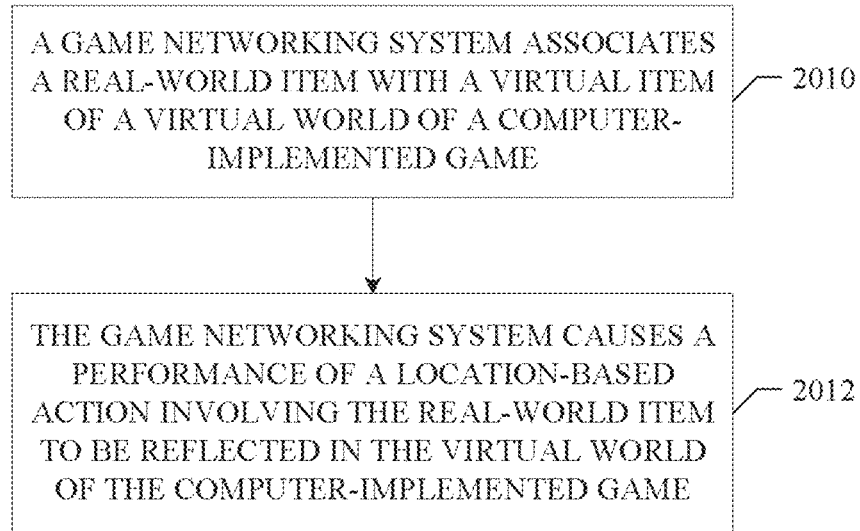 A GAME NETWORKING SYSTEM ASSOCIATES
A REAL-WORLD ITEM WITH A VIRTUAL ITEM
OF A VIRTUAL WORLD OF A COMPUTER-
IMPLEMENTED GAME
2010
THE GAME NETWORKING SYSTEM CAUSES A
PERFORMANCE OF A LOCATION-BASED
ACTION INVOLVING THE REAL-WORLD ITEM
TO BE REFLECTED IN THE VIRTUAL WORLD
OF THE COMPUTER-IMPLEMENTED GAME
2012